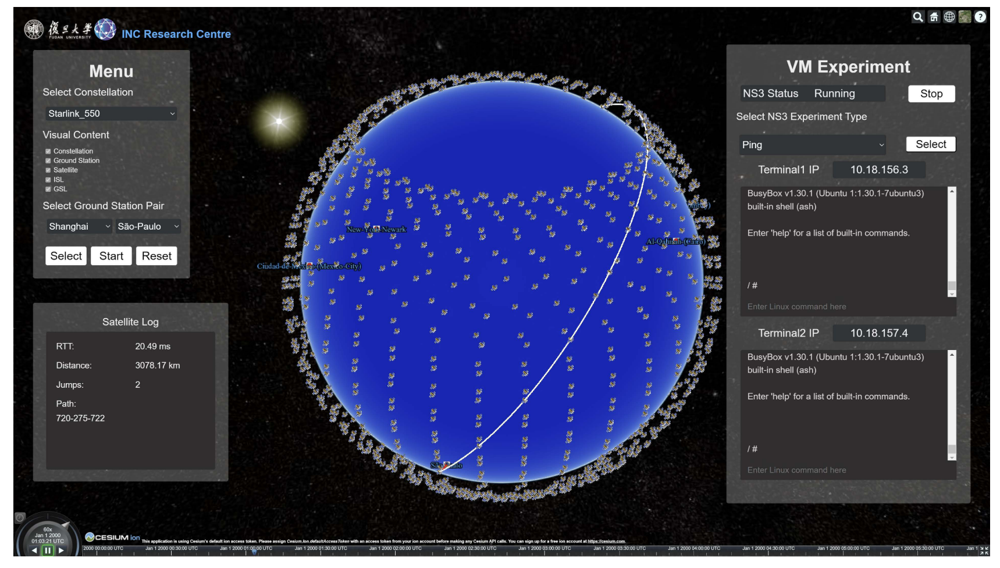 復旦大學
FUDAN UNIVERSITY
INC Research Centre
Menu
Select Constellation
Starlink_550
Visual Content
Constellation
Ground Station
Satellite
ISL
GSL
Select Ground Station Pair
Shanghai São-Paulo
Select Start Reset
Satellite Log
RTT: 20.49 ms
Distance: 3078.17 km
Jumps: 2
Path:
720-275-722
New-York-Newark
Ciudad-de-México-(Mexico-City)
Al-Qahirah-(Cairo)
São-Paulo
VM Experiment
NS3 Status Running Stop
Select NS3 Experiment Type
Ping Select
Terminal1 IP 10.18.156.3
BusyBox v1.30.1 (Ubuntu 1:1.30.1-7ubuntu3)
built-in shell (ash)
Enter 'help' for a list of built-in commands.
/ #
Enter Linux command here
Terminal2 IP 10.18.157.4
BusyBox v1.30.1 (Ubuntu 1:1.30.1-7ubuntu3)
built-in shell (ash)
Enter 'help' for a list of built-in commands.
/ #
Enter Linux command here
60x
Jan 1 2000
01:03:21 UTC
CESIUM ion This application is using Cesium's default ion access token. Please assign Cesium.Ion.defaultAccessToken with an access token from your ion account before making any Cesium API calls. You can sign up for a free ion account at https://cesium.com.
2000 00:00:00 UTC Jan 1 2000 00:30:00 UTC Jan 1 2000 01:00:00 UTC Jan 1 2000 01:30:00 UTC Jan 1 2000 02:00:00 UTC Jan 1 2000 02:30:00 UTC Jan 1 2000 03:00:00 UTC Jan 1 2000 03:30:00 UTC Jan 1 2000 04:00:00 UTC Jan 1 2000 04:30:00 UTC Jan 1 2000 05:00:00 UTC Jan 1 2000 05:30:00 UTC Jan 1